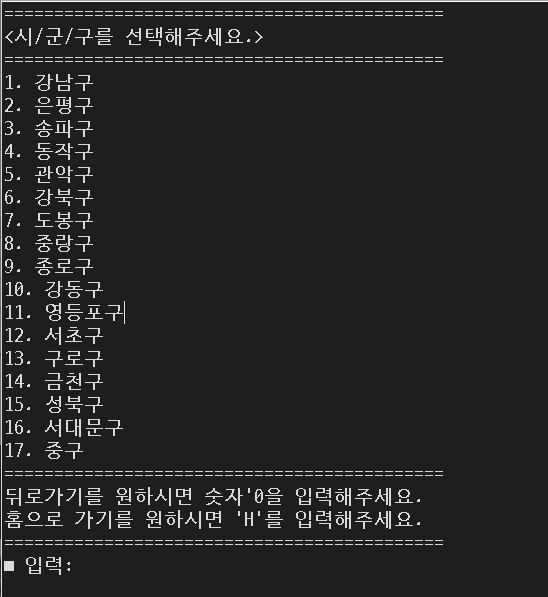 ============================================
<시/군/구를 선택해주세요.>
============================================
1. 강남구
2. 은평구
3. 송파구
4. 동작구
5. 관악구
6. 강북구
7. 도봉구
8. 중랑구
9. 종로구
10. 강동구
11. 영등포구
12. 서초구
13. 구로구
14. 금천구
15. 성북구
16. 서대문구
17. 중구
============================================
뒤로가기를 원하시면 숫자'0을 입력해주세요.
홈으로 가기를 원하시면 'H'를 입력해주세요.
============================================
■ 입력: